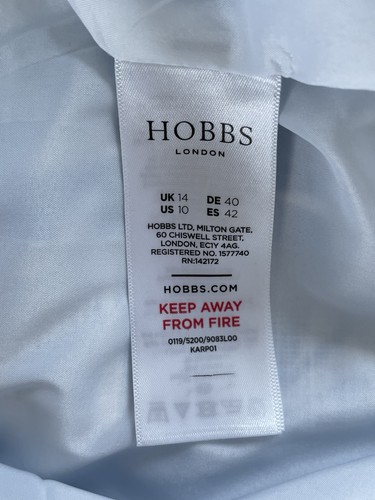 HOBBS
LONDON
UK 14 DE 40
US 10 ES 42
HOBBS LTD, MILTON GATE,
60 CHISWELL STREET,
LONDON, EC1Y 4AG.
REGISTERED NO. 1577740
RN:142172
HOBBS.COM
KEEP AWAY
FROM FIRE
0119/5200/9083L00
KARP01